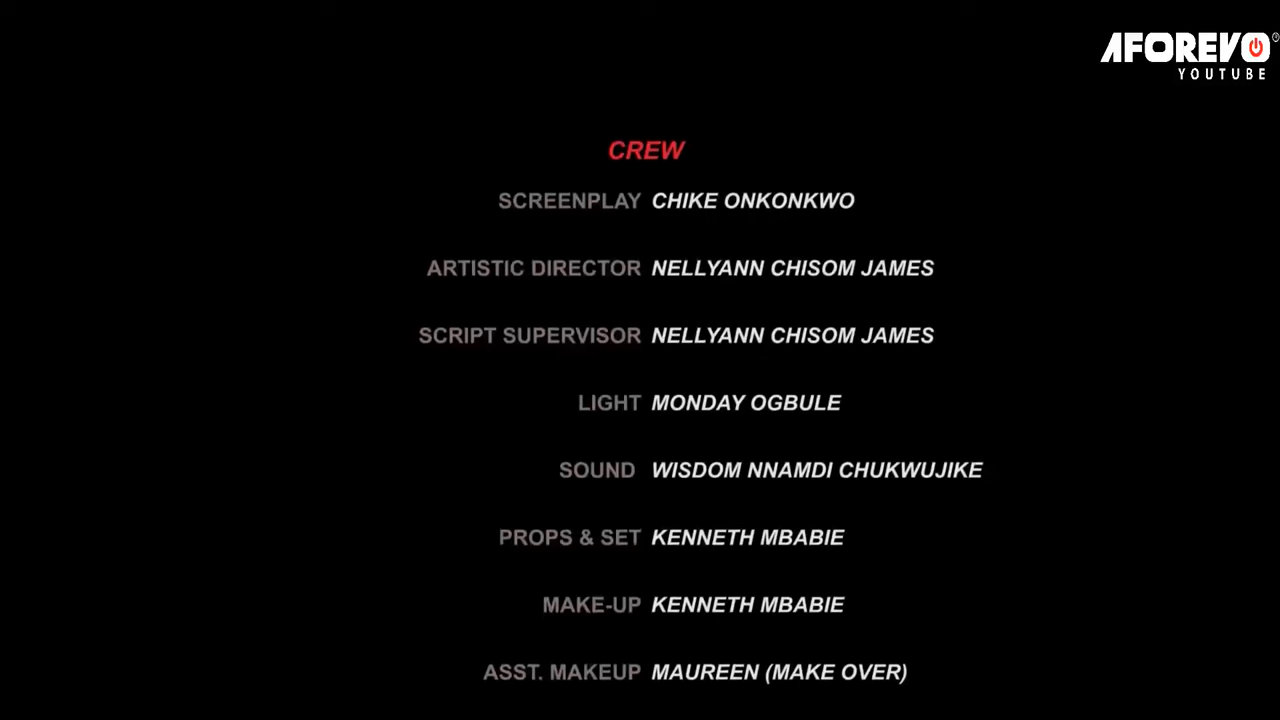 AFOREVO
YOUTUBE
CREW
SCREENPLAY CHIKE ONKONKWO
ARTISTIC DIRECTOR NELLYANN CHISOM JAMES
SCRIPT SUPERVISOR NELLYANN CHISOM JAMES
LIGHT MONDAY OGBULE
SOUND WISDOM NNAMDI CHUKWUJIKE
PROPS & SET KENNETH MBABIE
MAKE-UP KENNETH MBABIE
ASST. MAKEUP MAUREEN (MAKE OVER)